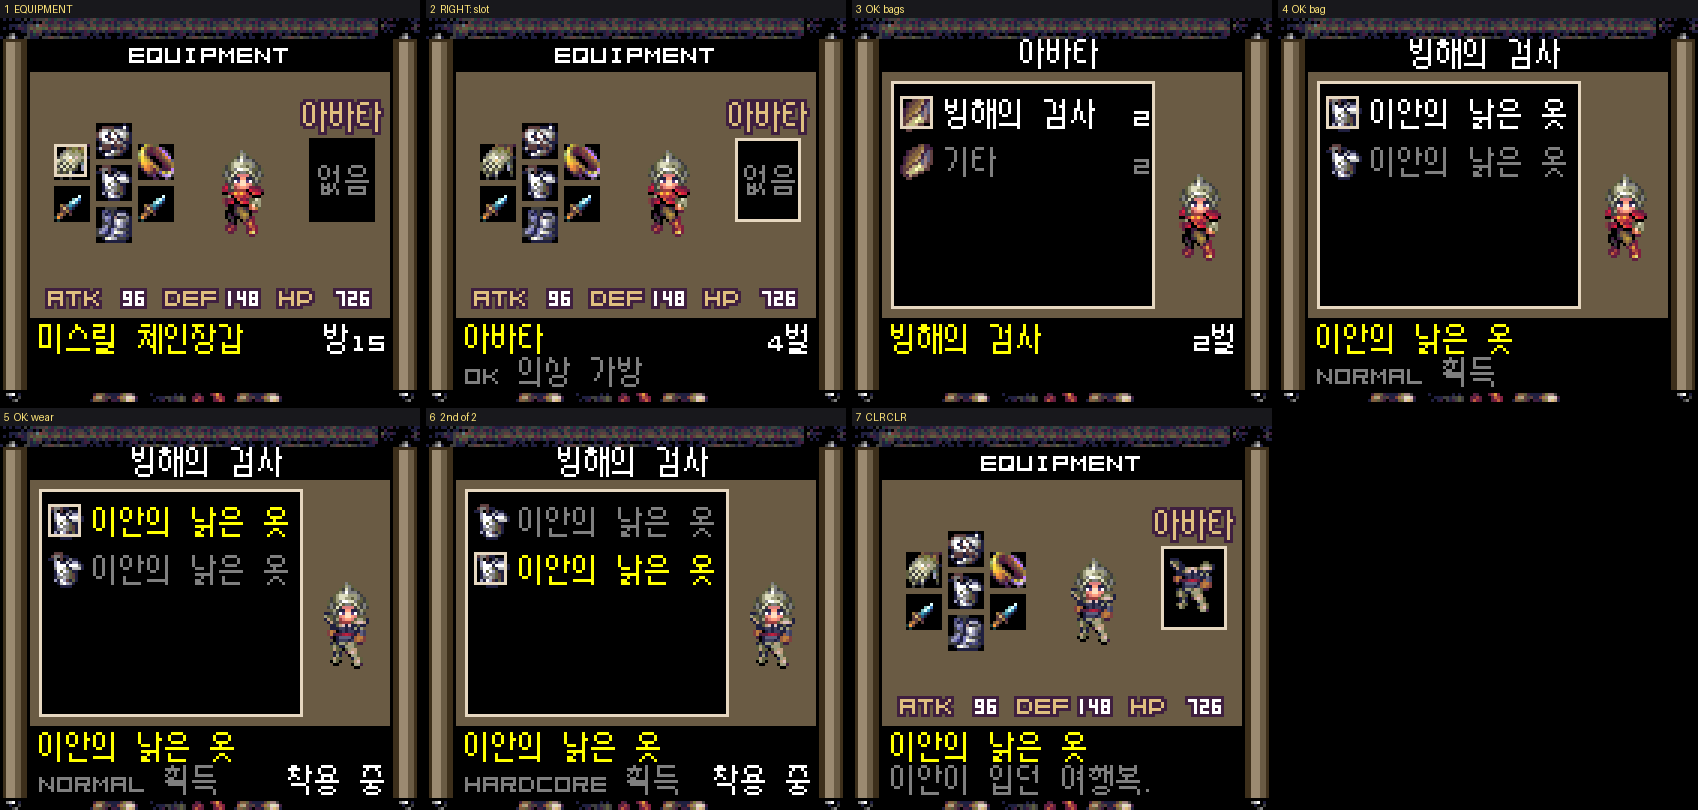 1 EQUIPMENT
EQUIPMENT
아바타
없음
ATK 96 DEF 148 HP 726
미스릴 체인장갑 방15
2 RIGHT: slot
EQUIPMENT
아바타
없음
ATK 96 DEF 148 HP 726
아바타 4벌
OK 의상 가방
3 OK: bags
아바타
빙해의 검사 2
기타 2
빙해의 검사 2벌
4 OK: bag
빙해의 검사
이안의 낡은 옷
이안의 낡은 옷
이안의 낡은 옷
NORMAL 획득
5 OK wear
빙해의 검사
이안의 낡은 옷
이안의 낡은 옷
이안의 낡은 옷
NORMAL 획득 착용 중
6 2nd of 2
빙해의 검사
이안의 낡은 옷
이안의 낡은 옷
이안의 낡은 옷
HARDCORE 획득 착용 중
7 CLRCLR
EQUIPMENT
아바타
ATK 96 DEF 148 HP 726
이안의 낡은 옷
이안이 입던 여행복.